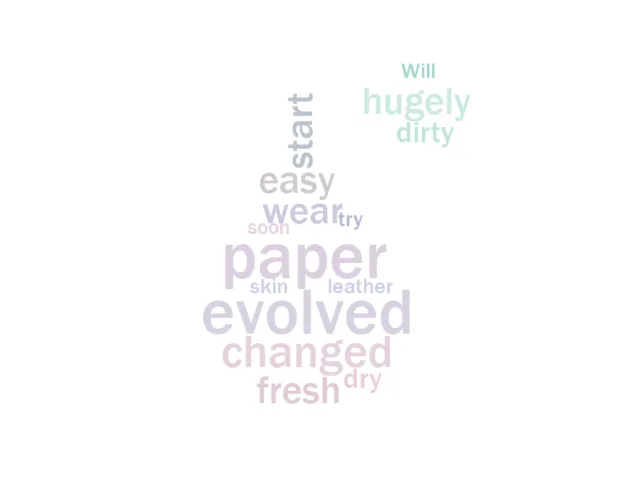 Will
hugely
dirty
start
easy
wear try
soon
paper
skin leather
evolved
changed
fresh dry